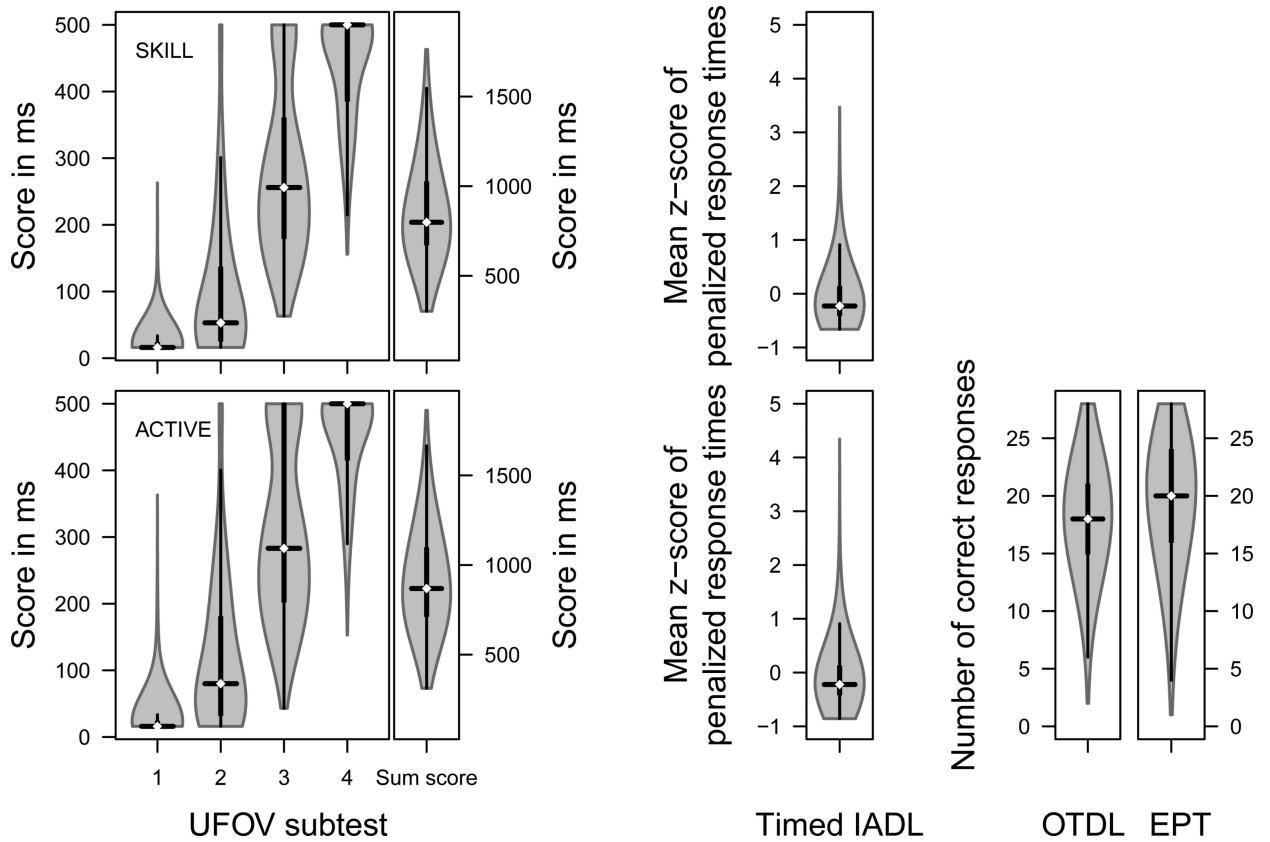 SKILL
Score in ms
500
400
300
200
100
0
1500
1000
500
Score in ms
Mean z−score of
penalized response times
5
4
3
2
1
0
−1
ACTIVE
Score in ms
500
400
300
200
100
0
1500
1000
500
Score in ms
Mean z−score of
penalized response times
5
4
3
2
1
0
−1
Number of correct responses
25
20
15
10
5
0
25
20
15
10
5
0
1 2 3 4 Sum score
UFOV subtest
Timed IADL
OTDL EPT